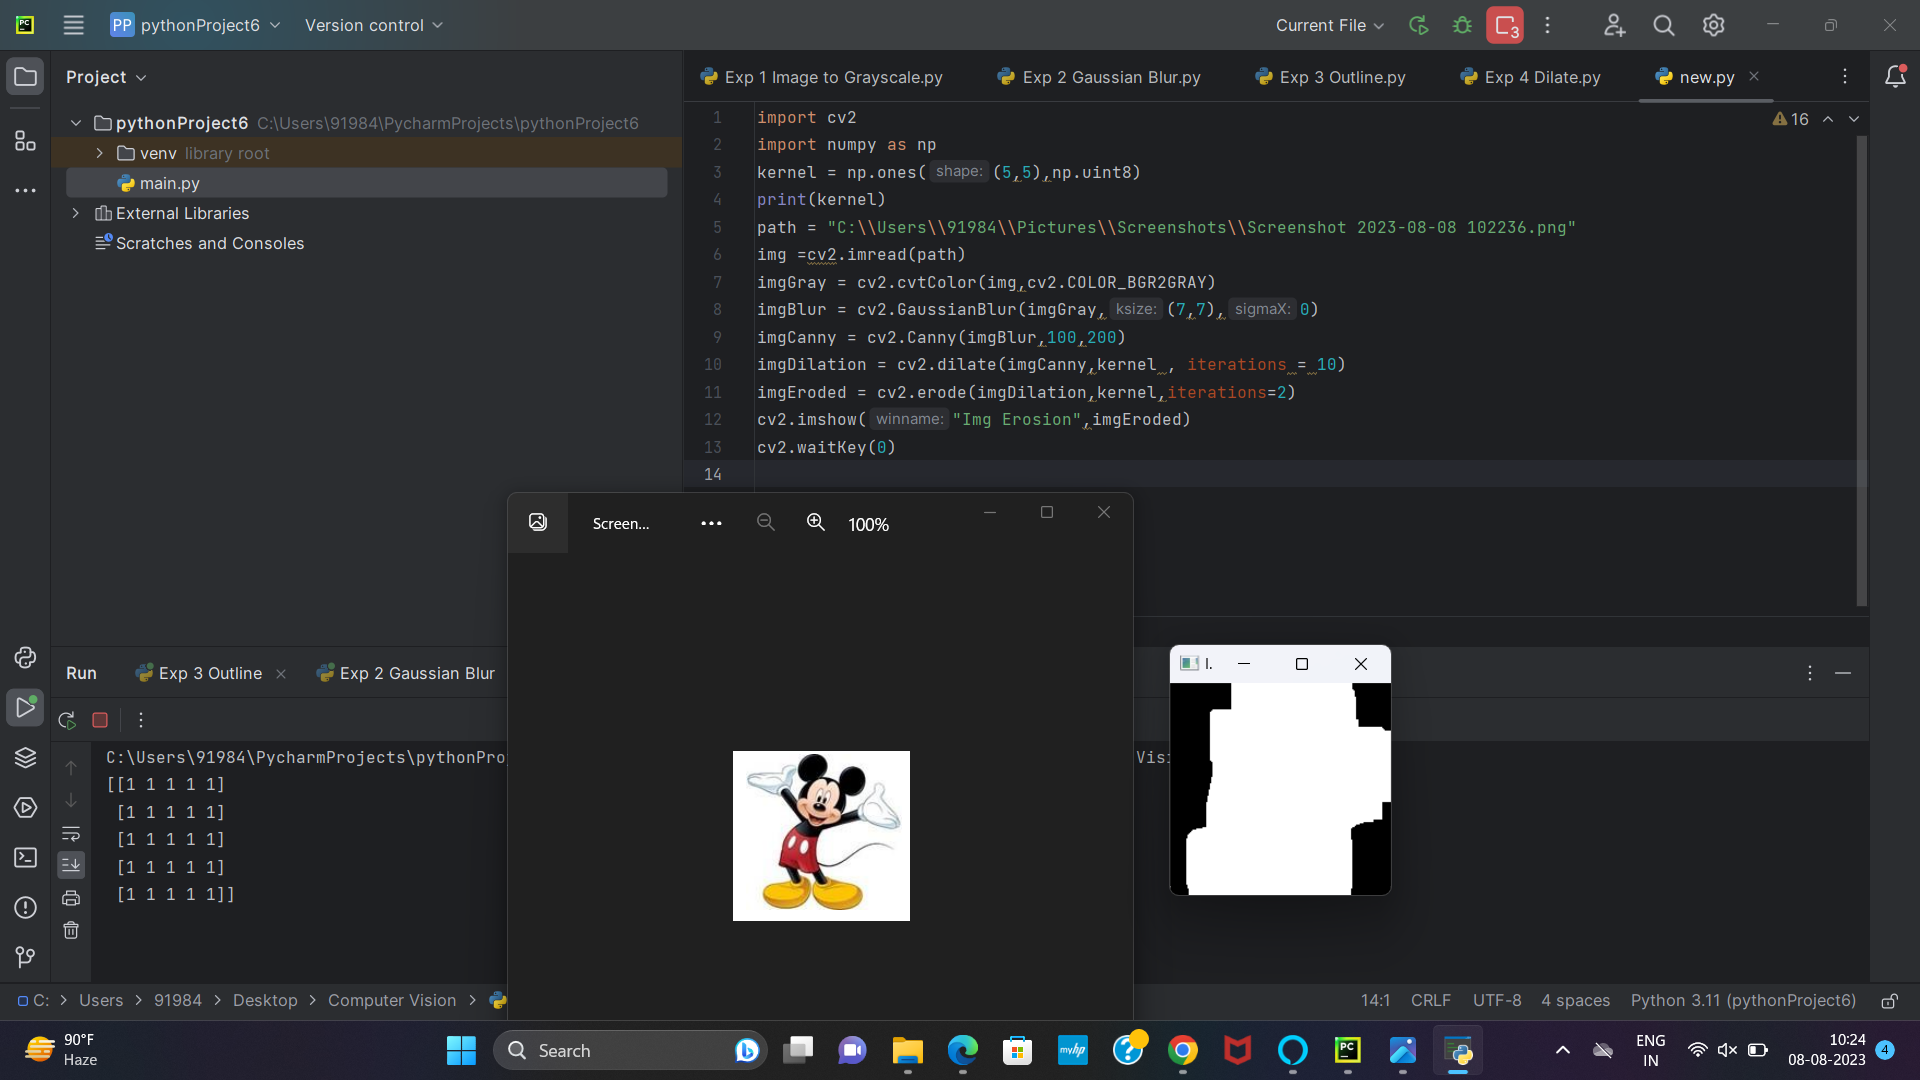 PC
PP pythonProject6 Version control Current File 3
Project
Exp 1 Image to Grayscale.py Exp 2 Gaussian Blur.py Exp 3 Outline.py Exp 4 Dilate.py new.py
pythonProject6 C:\Users\91984\PycharmProjects\pythonProject6
venv library root
main.py
External Libraries
Scratches and Consoles
16
1 import cv2
2 import numpy as np
3 kernel = np.ones( shape: (5,5),np.uint8)
4 print(kernel)
5 path = "C:\\Users\\91984\\Pictures\\Screenshots\\Screenshot 2023-08-08 102236.png"
6 img =cv2.imread(path)
7 imgGray = cv2.cvtColor(img,cv2.COLOR_BGR2GRAY)
8 imgBlur = cv2.GaussianBlur(imgGray, ksize: (7,7), sigmaX: 0)
9 imgCanny = cv2.Canny(imgBlur,100,200)
10 imgDilation = cv2.dilate(imgCanny,kernel , iterations = 10)
11 imgEroded = cv2.erode(imgDilation,kernel,iterations=2)
12 cv2.imshow( winname: "Img Erosion",imgEroded)
13 cv2.waitKey(0)
14
Screen... 100%
I.
Run Exp 3 Outline Exp 2 Gaussian Blur
C:\Users\91984\PycharmProjects\pythonPro Visi
[[1 1 1 1 1]
[1 1 1 1 1]
[1 1 1 1 1]
[1 1 1 1 1]
[1 1 1 1 1]]
C: > Users > 91984 > Desktop > Computer Vision > 14:1 CRLF UTF-8 4 spaces Python 3.11 (pythonProject6)
90°F
Haze
Search
myhp
PC
ENG
IN
10:24
08-08-2023
4